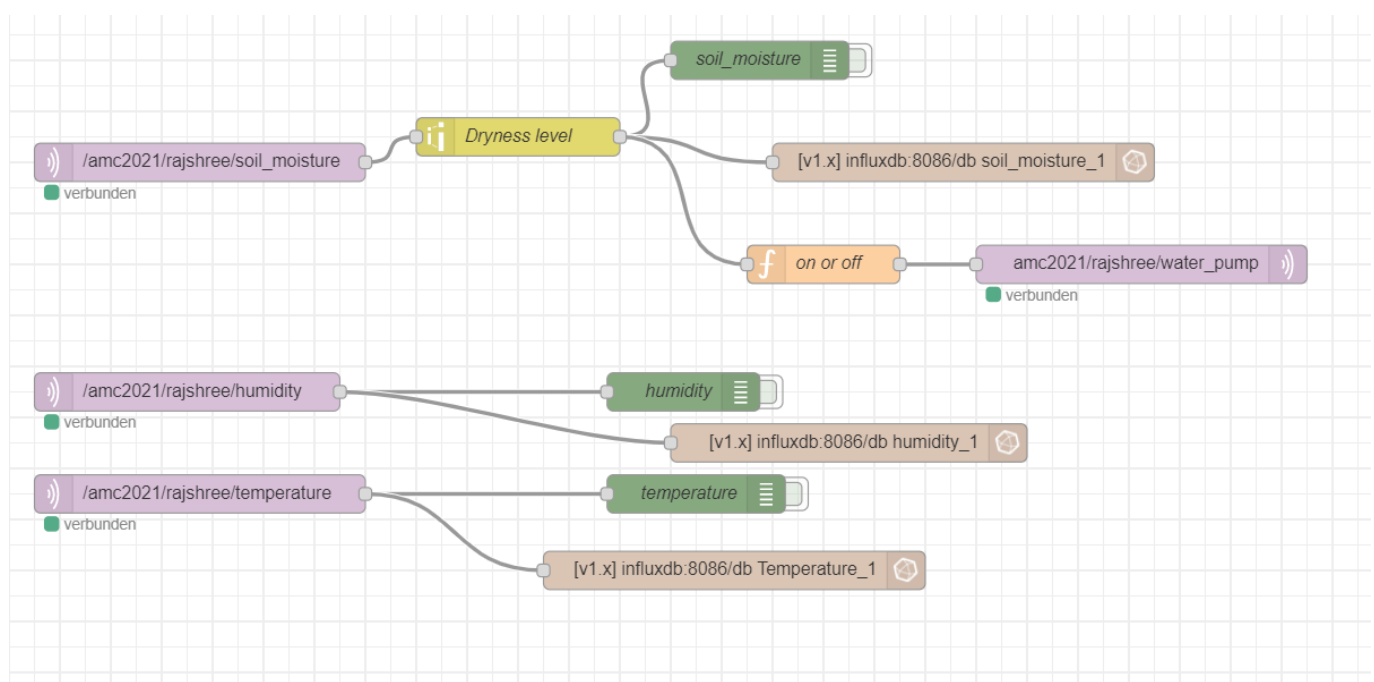 soil_moisture
Dryness level
/amc2021/rajshree/soil_moisture
verbunden
[v1.x] influxdb:8086/db soil_moisture_1
on or off
amc2021/rajshree/water_pump
verbunden
/amc2021/rajshree/humidity
verbunden
humidity
[v1.x] influxdb:8086/db humidity_1
/amc2021/rajshree/temperature
verbunden
temperature
[v1.x] influxdb:8086/db Temperature_1